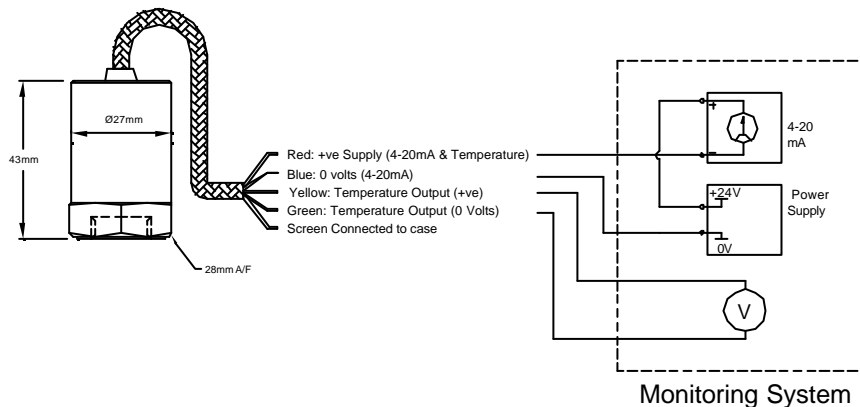 Ø27mm
43mm
28mm A/F
Red: +ve Supply (4-20mA & Temperature)
Blue: 0 volts (4-20mA)
Yellow: Temperature Output (+ve)
Green: Temperature Output (0 Volts)
Screen Connected to case
+
-
4-20
mA
+24V
0V
Power
Supply
V
Monitoring System